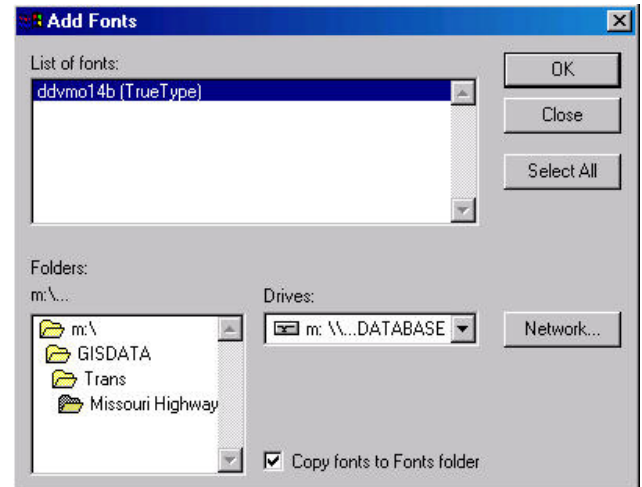 Add Fonts
List of fonts:
ddvmo14b (TrueType)
OK
Close
Select All
Folders:
m:\...
m:\
GISDATA
Trans
Missouri Highway
Drives:
m: \\...DATABASE
Network...
Copy fonts to Fonts folder